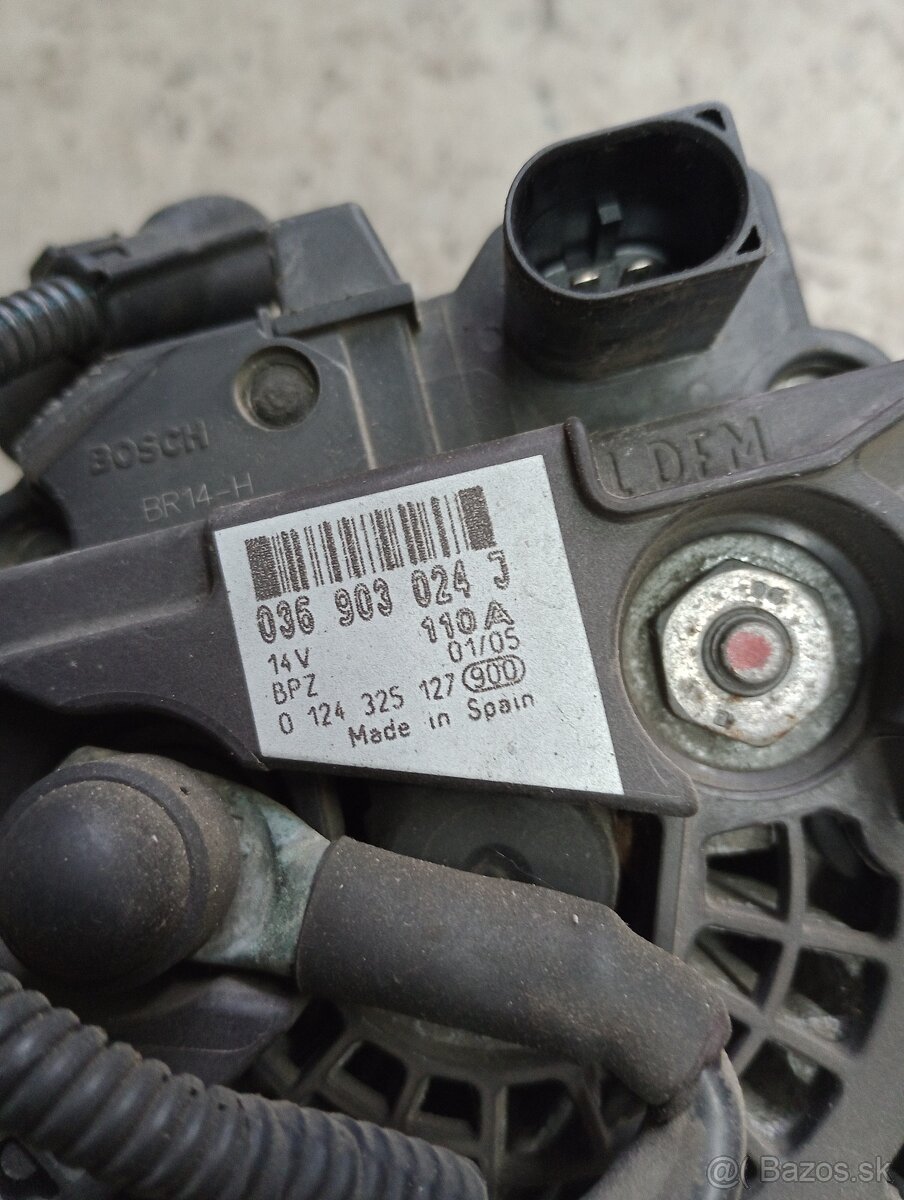 BOSCH
BR14-H
L DFM
036 903 024 J
14V 110A
BPZ 01/05
0 124 325 127 900
Made in Spain
@( Bazos.sk